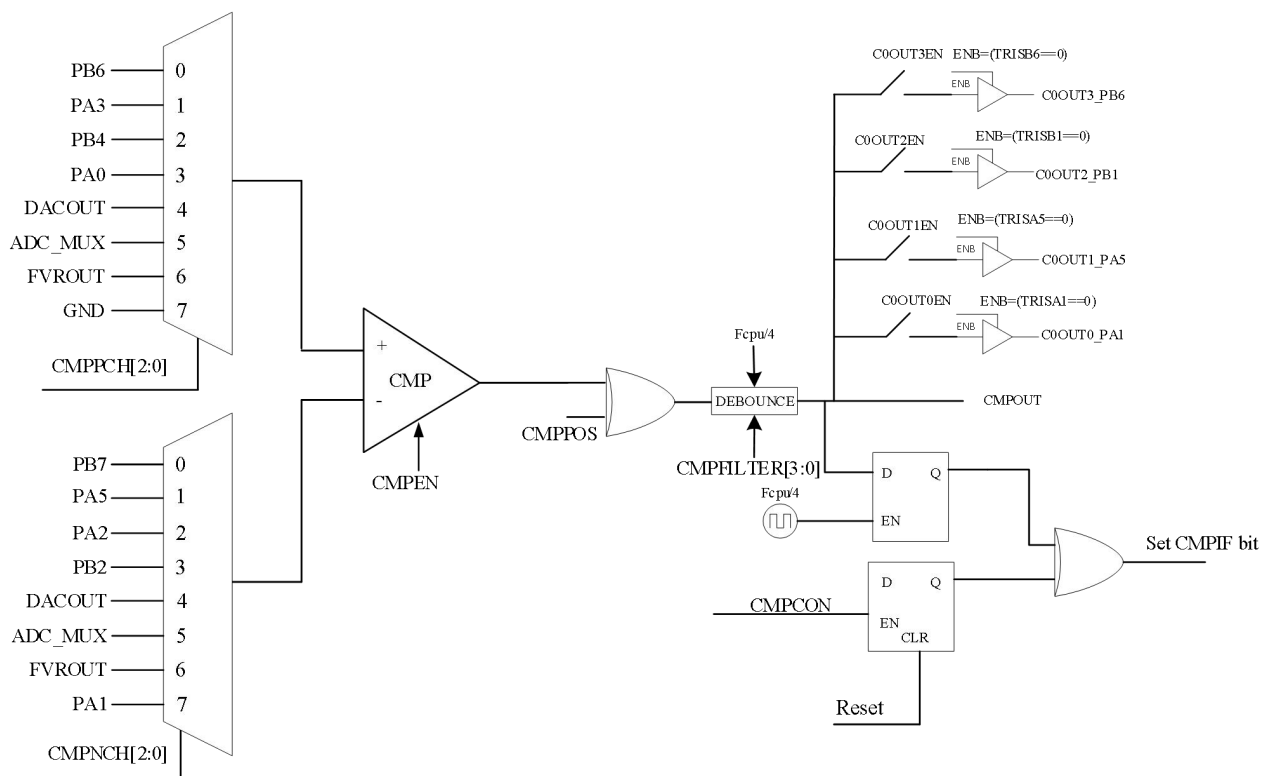 PB6
0
PA3
1
PB4
2
PA0
3
DACOUT
4
ADC_MUX
5
FVROUT
6
GND
7
CMPPCH[2:0]
PB7
0
PA5
1
PA2
2
PB2
3
DACOUT
4
ADC_MUX
5
FVROUT
6
PA1
7
CMPNCH[2:0]
+
CMP
-
CMPEN
CMPPOS
Fcpu/4
DEBOUNCE
CMPFILTER[3:0]
C0OUT3EN
ENB=(TRISB6==0)
ENB
C0OUT3_PB6
C0OUT2EN
ENB=(TRISB1==0)
ENB
C0OUT2_PB1
C0OUT1EN
ENB=(TRISA5==0)
ENB
C0OUT1_PA5
C0OUT0EN
ENB=(TRISA1==0)
ENB
C0OUT0_PA1
CMPOUT
Fcpu/4
D
Q
EN
CMPCON
D
Q
EN
CLR
Reset
Set CMPIF bit